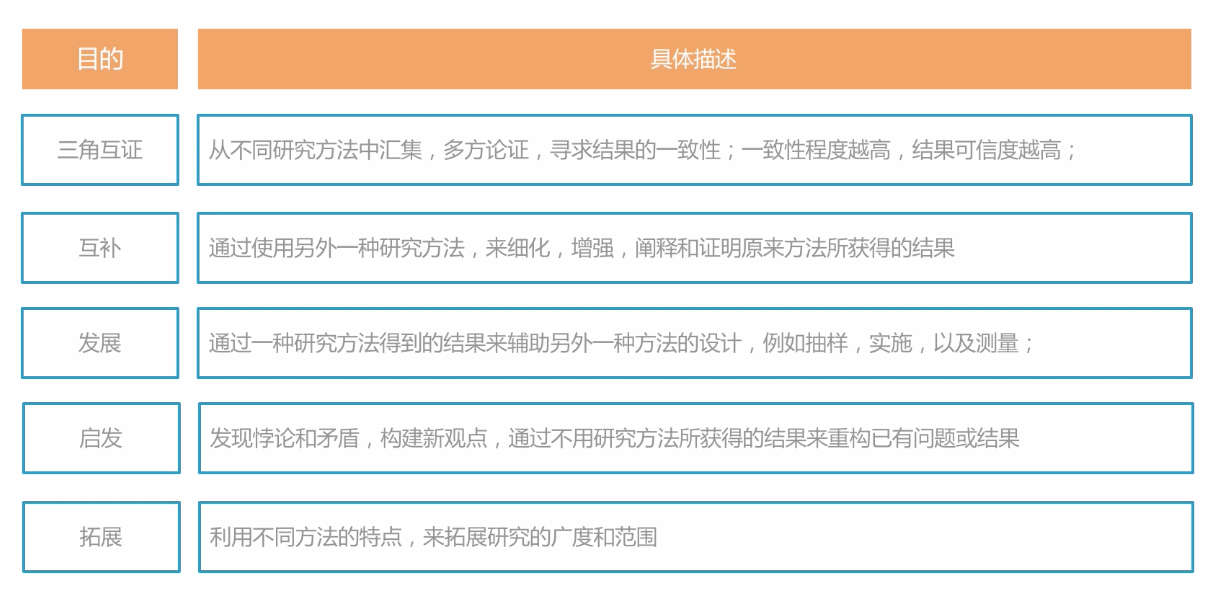 目的
具体描述
三角互证
从不同研究方法中汇集，多方论证，寻求结果的一致性；一致性程度越高，结果可信度越高；
互补
通过使用另外一种研究方法，来细化，增强，阐释和证明原来方法所获得的结果
发展
通过一种研究方法得到的结果来辅助另外一种方法的设计，例如抽样，实施，以及测量；
启发
发现悖论和矛盾，构建新观点，通过不用研究方法所获得的结果来重构已有问题或结果
拓展
利用不同方法的特点，来拓展研究的广度和范围